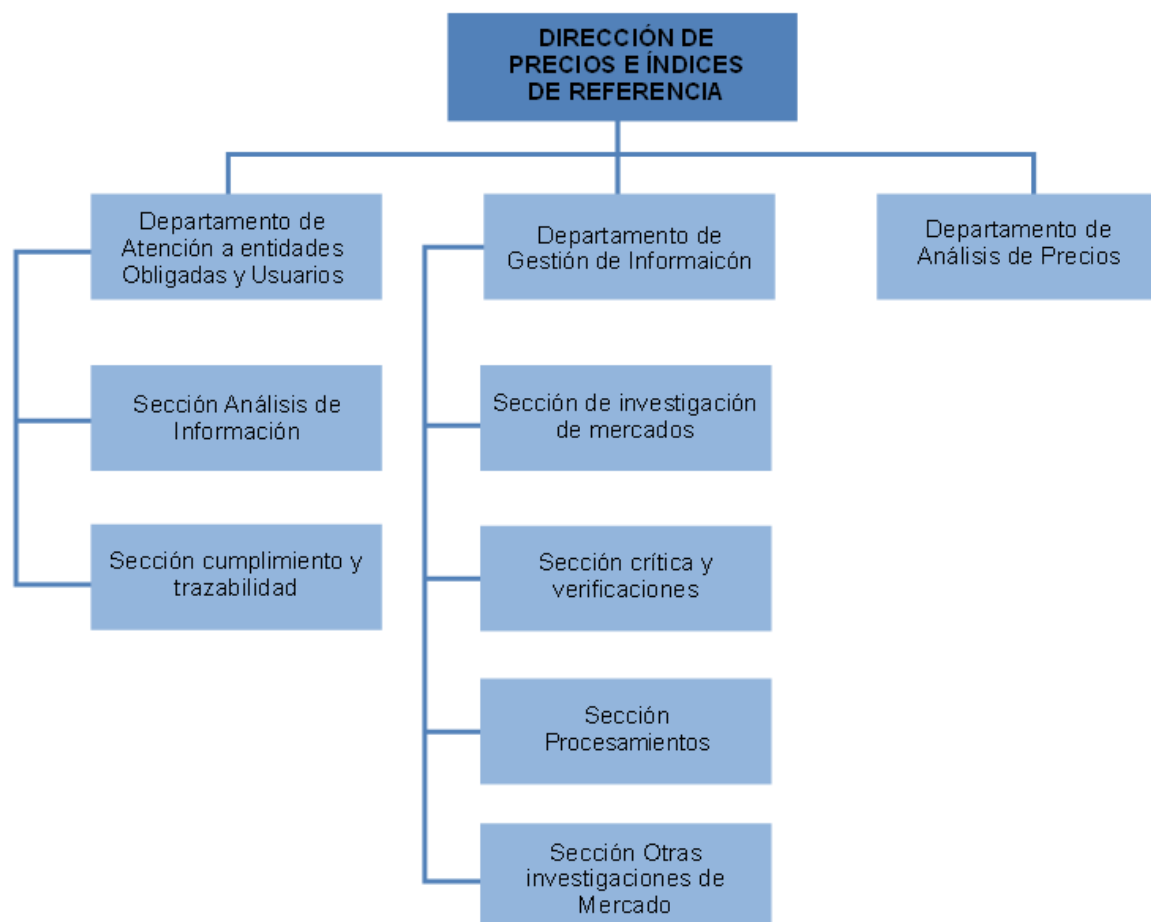 DIRECCIÓN DE
PRECIOS E ÍNDICES
DE REFERENCIA
Departamento de
Atención a entidades
Obligadas y Usuarios
Departamento de
Gestión de Informaicón
Departamento de
Análisis de Precios
Sección Análisis de
Información
Sección de investigación
de mercados
Sección cumplimiento y
trazabilidad
Sección crítica y
verificaciones
Sección
Procesamientos
Sección Otras
investigaciones de
Mercado